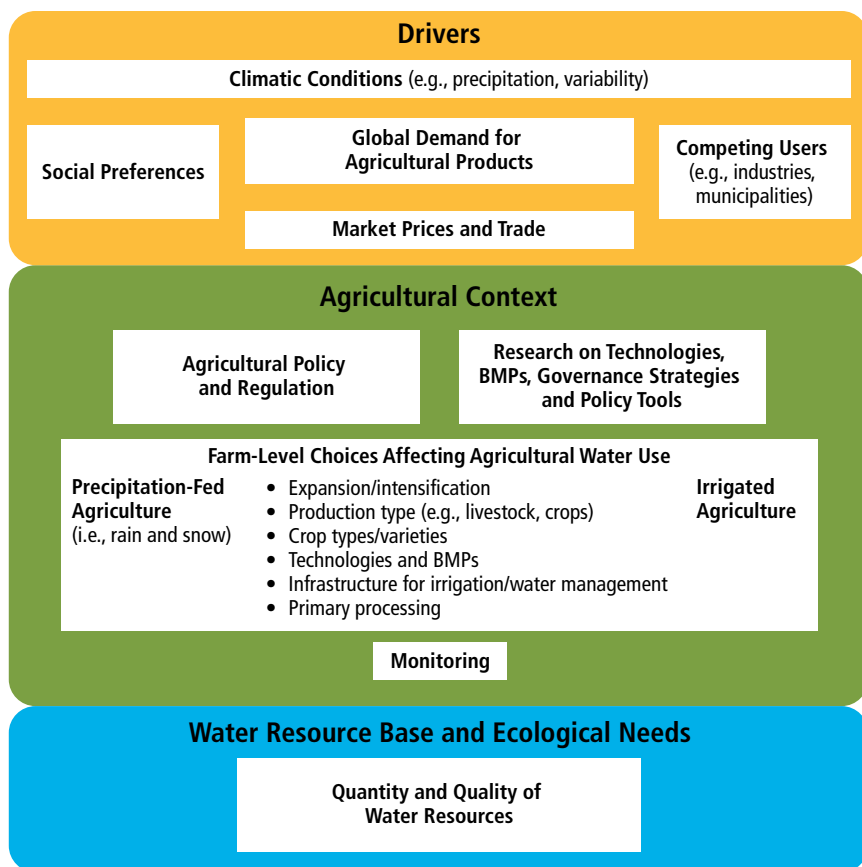 Drivers
Climatic Conditions (e.g., precipitation, variability)
Social Preferences
Global Demand for
Agricultural Products
Market Prices and Trade
Competing Users
(e.g., industries,
municipalities)
Agricultural Context
Agricultural Policy
and Regulation
Research on Technologies,
BMPs, Governance Strategies
and Policy Tools
Farm-Level Choices Affecting Agricultural Water Use
Precipitation-Fed
Agriculture
(i.e., rain and snow)
• Expansion/intensification
• Production type (e.g., livestock, crops)
• Crop types/varieties
• Technologies and BMPs
• Infrastructure for irrigation/water management
• Primary processing
Irrigated
Agriculture
Monitoring
Water Resource Base and Ecological Needs
Quantity and Quality of
Water Resources